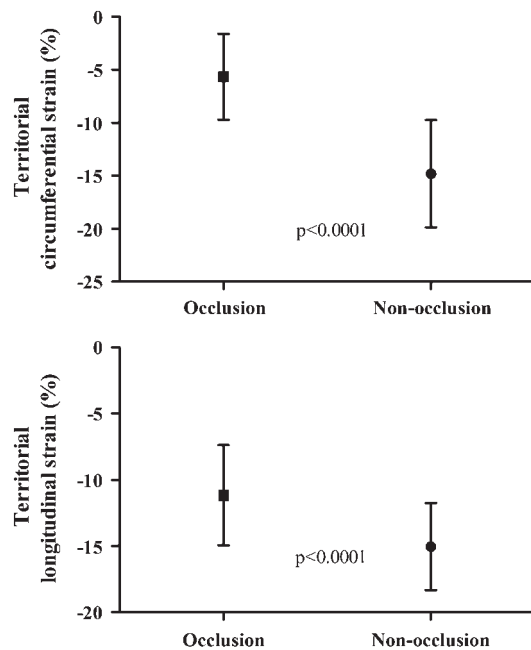 Territorial
circumferential strain (%)
0
-5
-10
-15
-20
-25
p<0.0001
Occlusion
Non-occlusion
Territorial
longitudinal strain (%)
0
-5
-10
-15
-20
p<0.0001
Occlusion
Non-occlusion